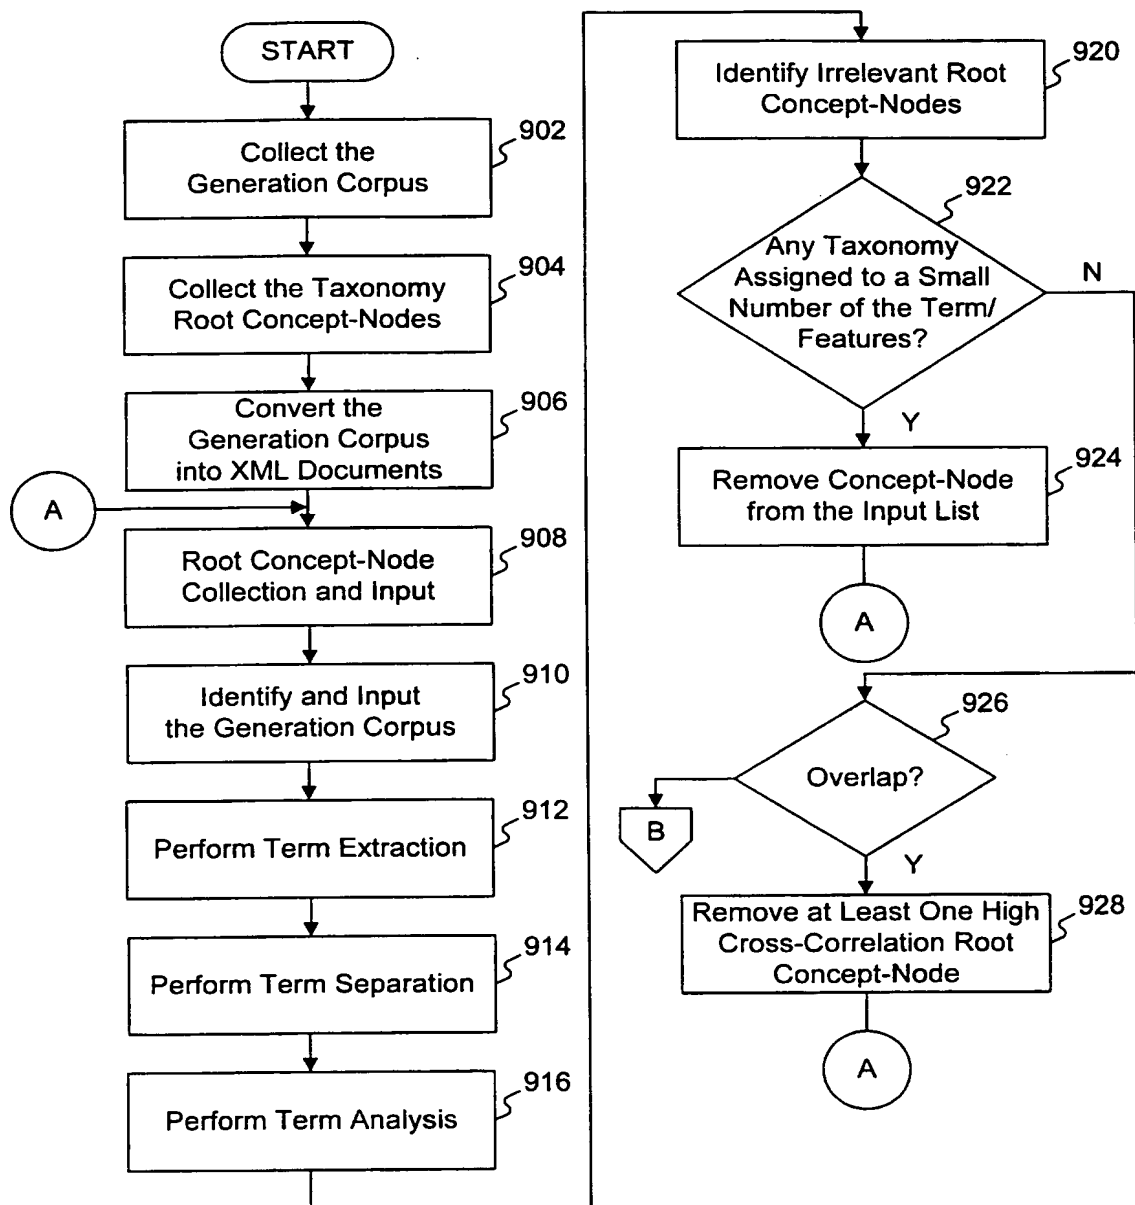 START
902
Collect the
Generation Corpus
904
Collect the Taxonomy
Root Concept-Nodes
906
Convert the
Generation Corpus
into XML Documents
A
908
Root Concept-Node
Collection and Input
910
Identify and Input
the Generation Corpus
912
Perform Term Extraction
914
Perform Term Separation
916
Perform Term Analysis
920
Identify Irrelevant Root
Concept-Nodes
922
Any Taxonomy
Assigned to a Small
Number of the Term/
Features?
N
Y
924
Remove Concept-Node
from the Input List
A
926
Overlap?
B
Y
928
Remove at Least One High
Cross-Correlation Root
Concept-Node
A